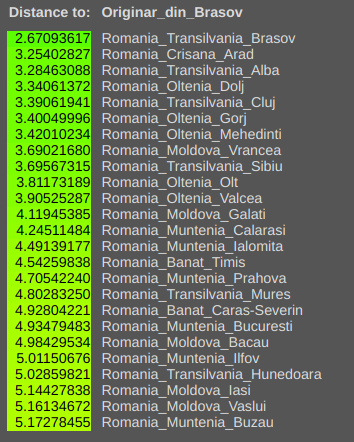 Distance to: Originar_din_Brasov
2.67093617 Romania_Transilvania_Brasov
3.25402827 Romania_Crisana_Arad
3.28463088 Romania_Transilvania_Alba
3.34061372 Romania_Oltenia_Dolj
3.39061941 Romania_Transilvania_Cluj
3.40049996 Romania_Oltenia_Gorj
3.42010234 Romania_Oltenia_Mehedinti
3.69021680 Romania_Moldova_Vrancea
3.69567315 Romania_Transilvania_Sibiu
3.81173189 Romania_Oltenia_Olt
3.90525287 Romania_Oltenia_Valcea
4.11945385 Romania_Moldova_Galati
4.24511484 Romania_Muntenia_Calarasi
4.49139177 Romania_Muntenia_Ialomita
4.54259838 Romania_Banat_Timis
4.70542240 Romania_Muntenia_Prahova
4.80283250 Romania_Transilvania_Mures
4.92804221 Romania_Banat_Caras-Severin
4.93479483 Romania_Muntenia_Bucuresti
4.98429534 Romania_Moldova_Bacau
5.01150676 Romania_Muntenia_Ilfov
5.02859821 Romania_Transilvania_Hunedoara
5.14427838 Romania_Moldova_Iasi
5.16134672 Romania_Moldova_Vaslui
5.17278455 Romania_Muntenia_Buzau